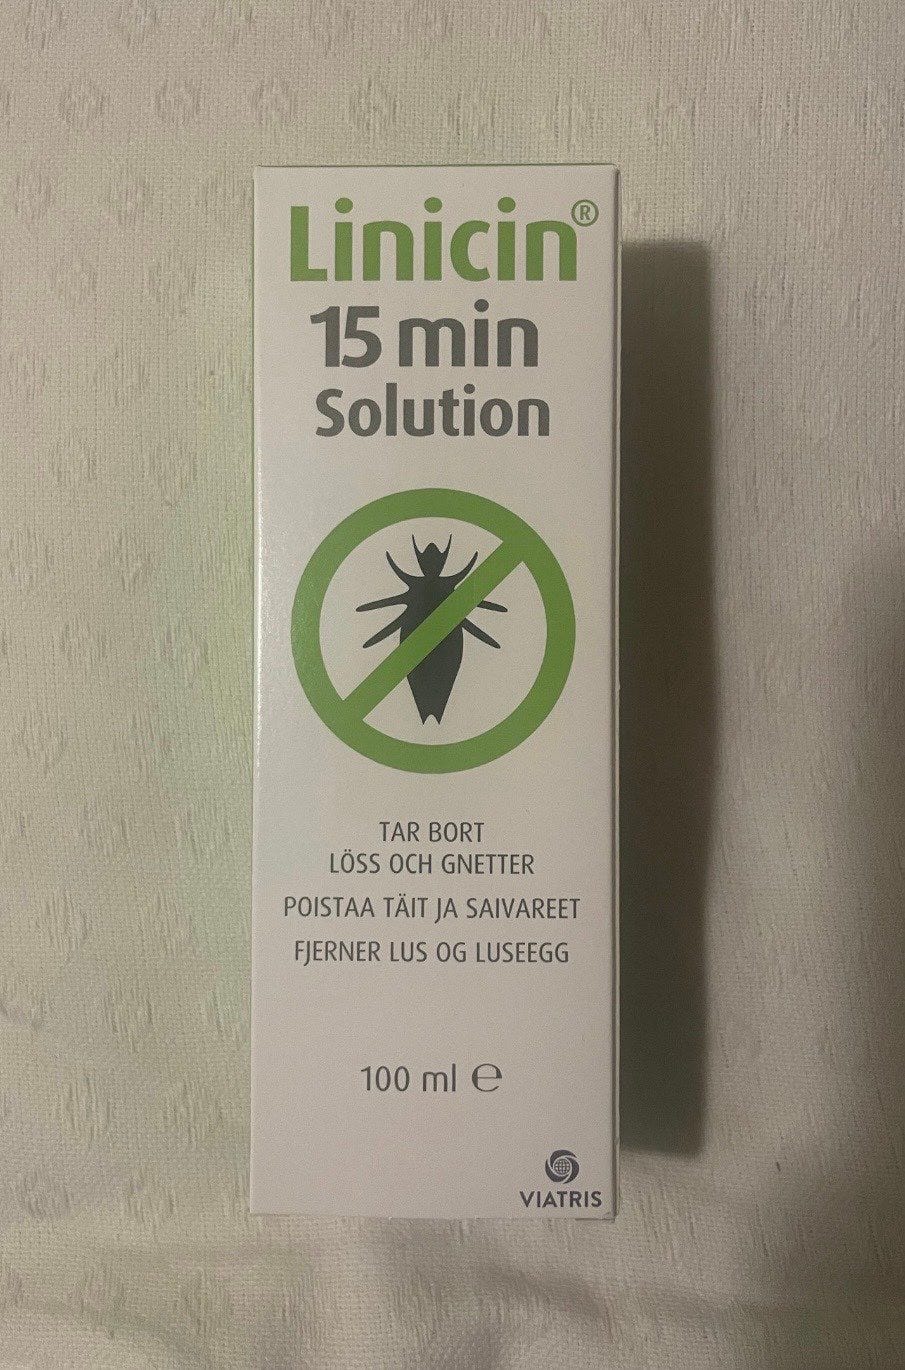 Linicin®
15 min
Solution
TAR BORT
LÖSS OCH GNETTER
POISTAA TÄIT JA SAIVAREET
FJERNER LUS OG LUSEEGG
100 ml ℮
VIATRIS